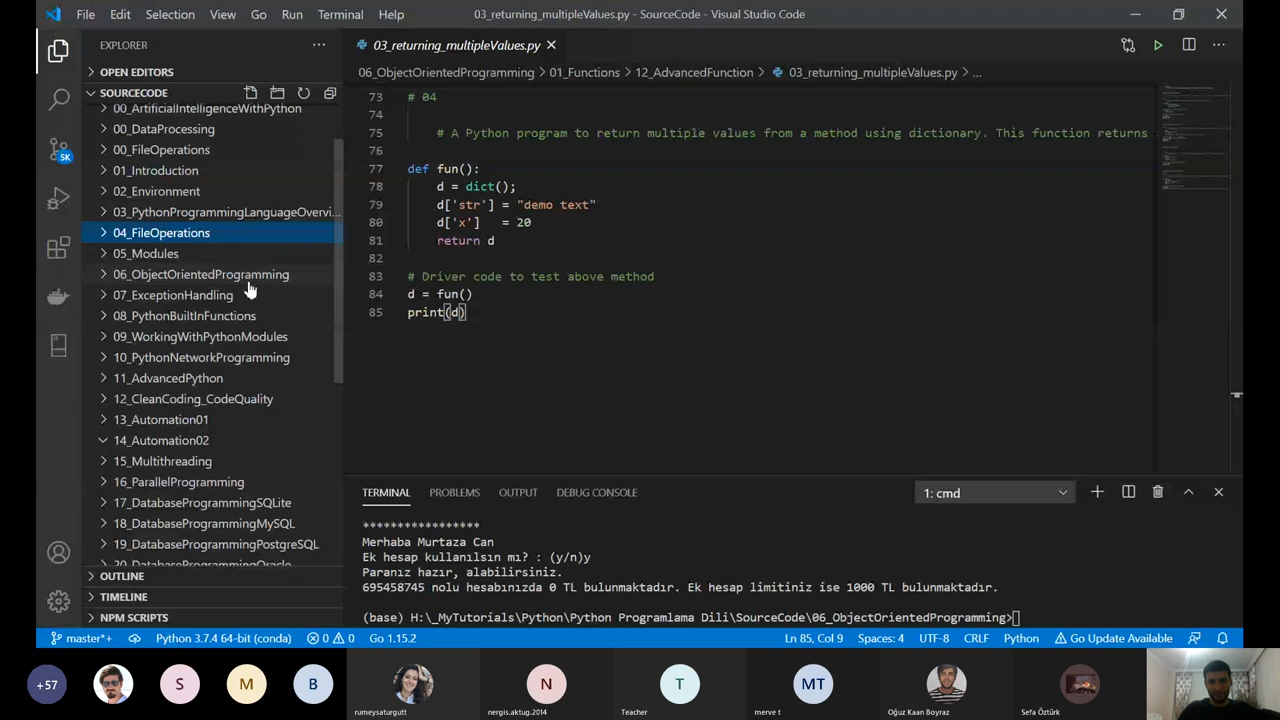 File Edit Selection View Go Run Terminal Help
03_returning_multipleValues.py - SourceCode - Visual Studio Code
EXPLORER
OPEN EDITORS
SOURCECODE
00_ArtificialIntelligenceWithPython
00_DataProcessing
00_FileOperations
01_Introduction
02_Environment
03_PythonProgrammingLanguageOvervi...
04_FileOperations
05_Modules
06_ObjectOrientedProgramming
07_ExceptionHandling
08_PythonBuiltInFunctions
09_WorkingWithPythonModules
10_PythonNetworkProgramming
11_AdvancedPython
12_CleanCoding_CodeQuality
13_Automation01
14_Automation02
15_Multithreading
16_ParallelProgramming
17_DatabaseProgrammingSQLite
18_DatabaseProgrammingMySQL
19_DatabaseProgrammingPostgreSQL
20_DatabaseProgrammingOracle
OUTLINE
TIMELINE
NPM SCRIPTS
5K
03_returning_multipleValues.py
06_ObjectOrientedProgramming > 01_Functions > 12_AdvancedFunction > 03_returning_multipleValues.py > ...
73 # 04
74
75 # A Python program to return multiple values from a method using dictionary. This function returns
76
77 def fun():
78 d = dict();
79 d['str'] = "demo text"
80 d['x'] = 20
81 return d
82
83 # Driver code to test above method
84 d = fun()
85 print(d)
TERMINAL PROBLEMS OUTPUT DEBUG CONSOLE
1: cmd
*****************
Merhaba Murtaza Can
Ek hesap kullanılsın mı? : (y/n)y
Paranız hazır, alabilirsiniz.
695458745 nolu hesabınızda 0 TL bulunmaktadır. Ek hesap limitiniz ise 1000 TL bulunmaktadır.
(base) H:\_MyTutorials\Python\Python Programlama Dili\SourceCode\06_ObjectOrientedProgramming>
master*+ Python 3.7.4 64-bit (conda) 0 0 Go 1.15.2
Ln 85, Col 9 Spaces: 4 UTF-8 CRLF Python Go Update Available
+57 S M B N T MT
rumeysaturgutt nergis.aktug.2014 Teacher merve t Oğuz Kaan Boyraz Sefa Öztürk